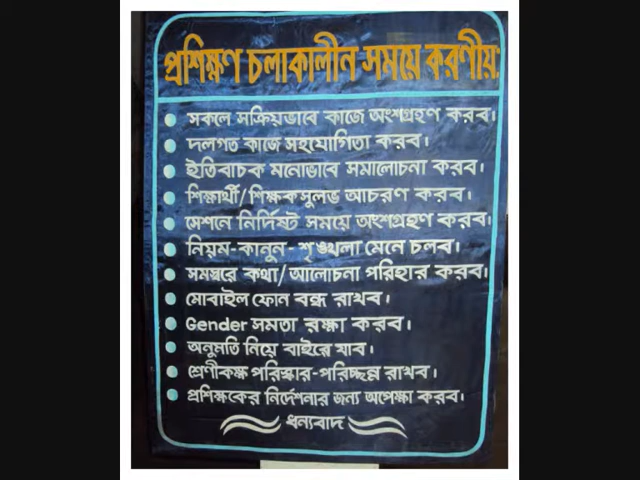 প্রশিক্ষণ চলাকালীন সময়ে করণীয়:
সকলে সক্রিয়ভাবে কাজে অংশগ্রহণ করব।
দলগত কাজে সহযোগিতা করব।
ইতিবাচক মনোভাবে সমালোচনা করব।
শিক্ষার্থী/শিক্ষকসুলভ আচরণ করব।
সেশনে নির্দিষ্ট সময়ে অংশগ্রহণ করব।
নিয়ম-কানুন - শৃঙ্খলা মেনে চলব।
সমস্বরে কথা/আলোচনা পরিহার করব।
মোবাইল ফোন বন্ধ রাখব।
Gender সমতা রক্ষা করব।
অনুমতি নিয়ে বাইরে যাব।
শ্রেণীকক্ষ পরিস্কার-পরিচ্ছন্ন রাখব।
প্রশিক্ষকের নির্দেশনার জন্য অপেক্ষা করব।
ধন্যবাদ